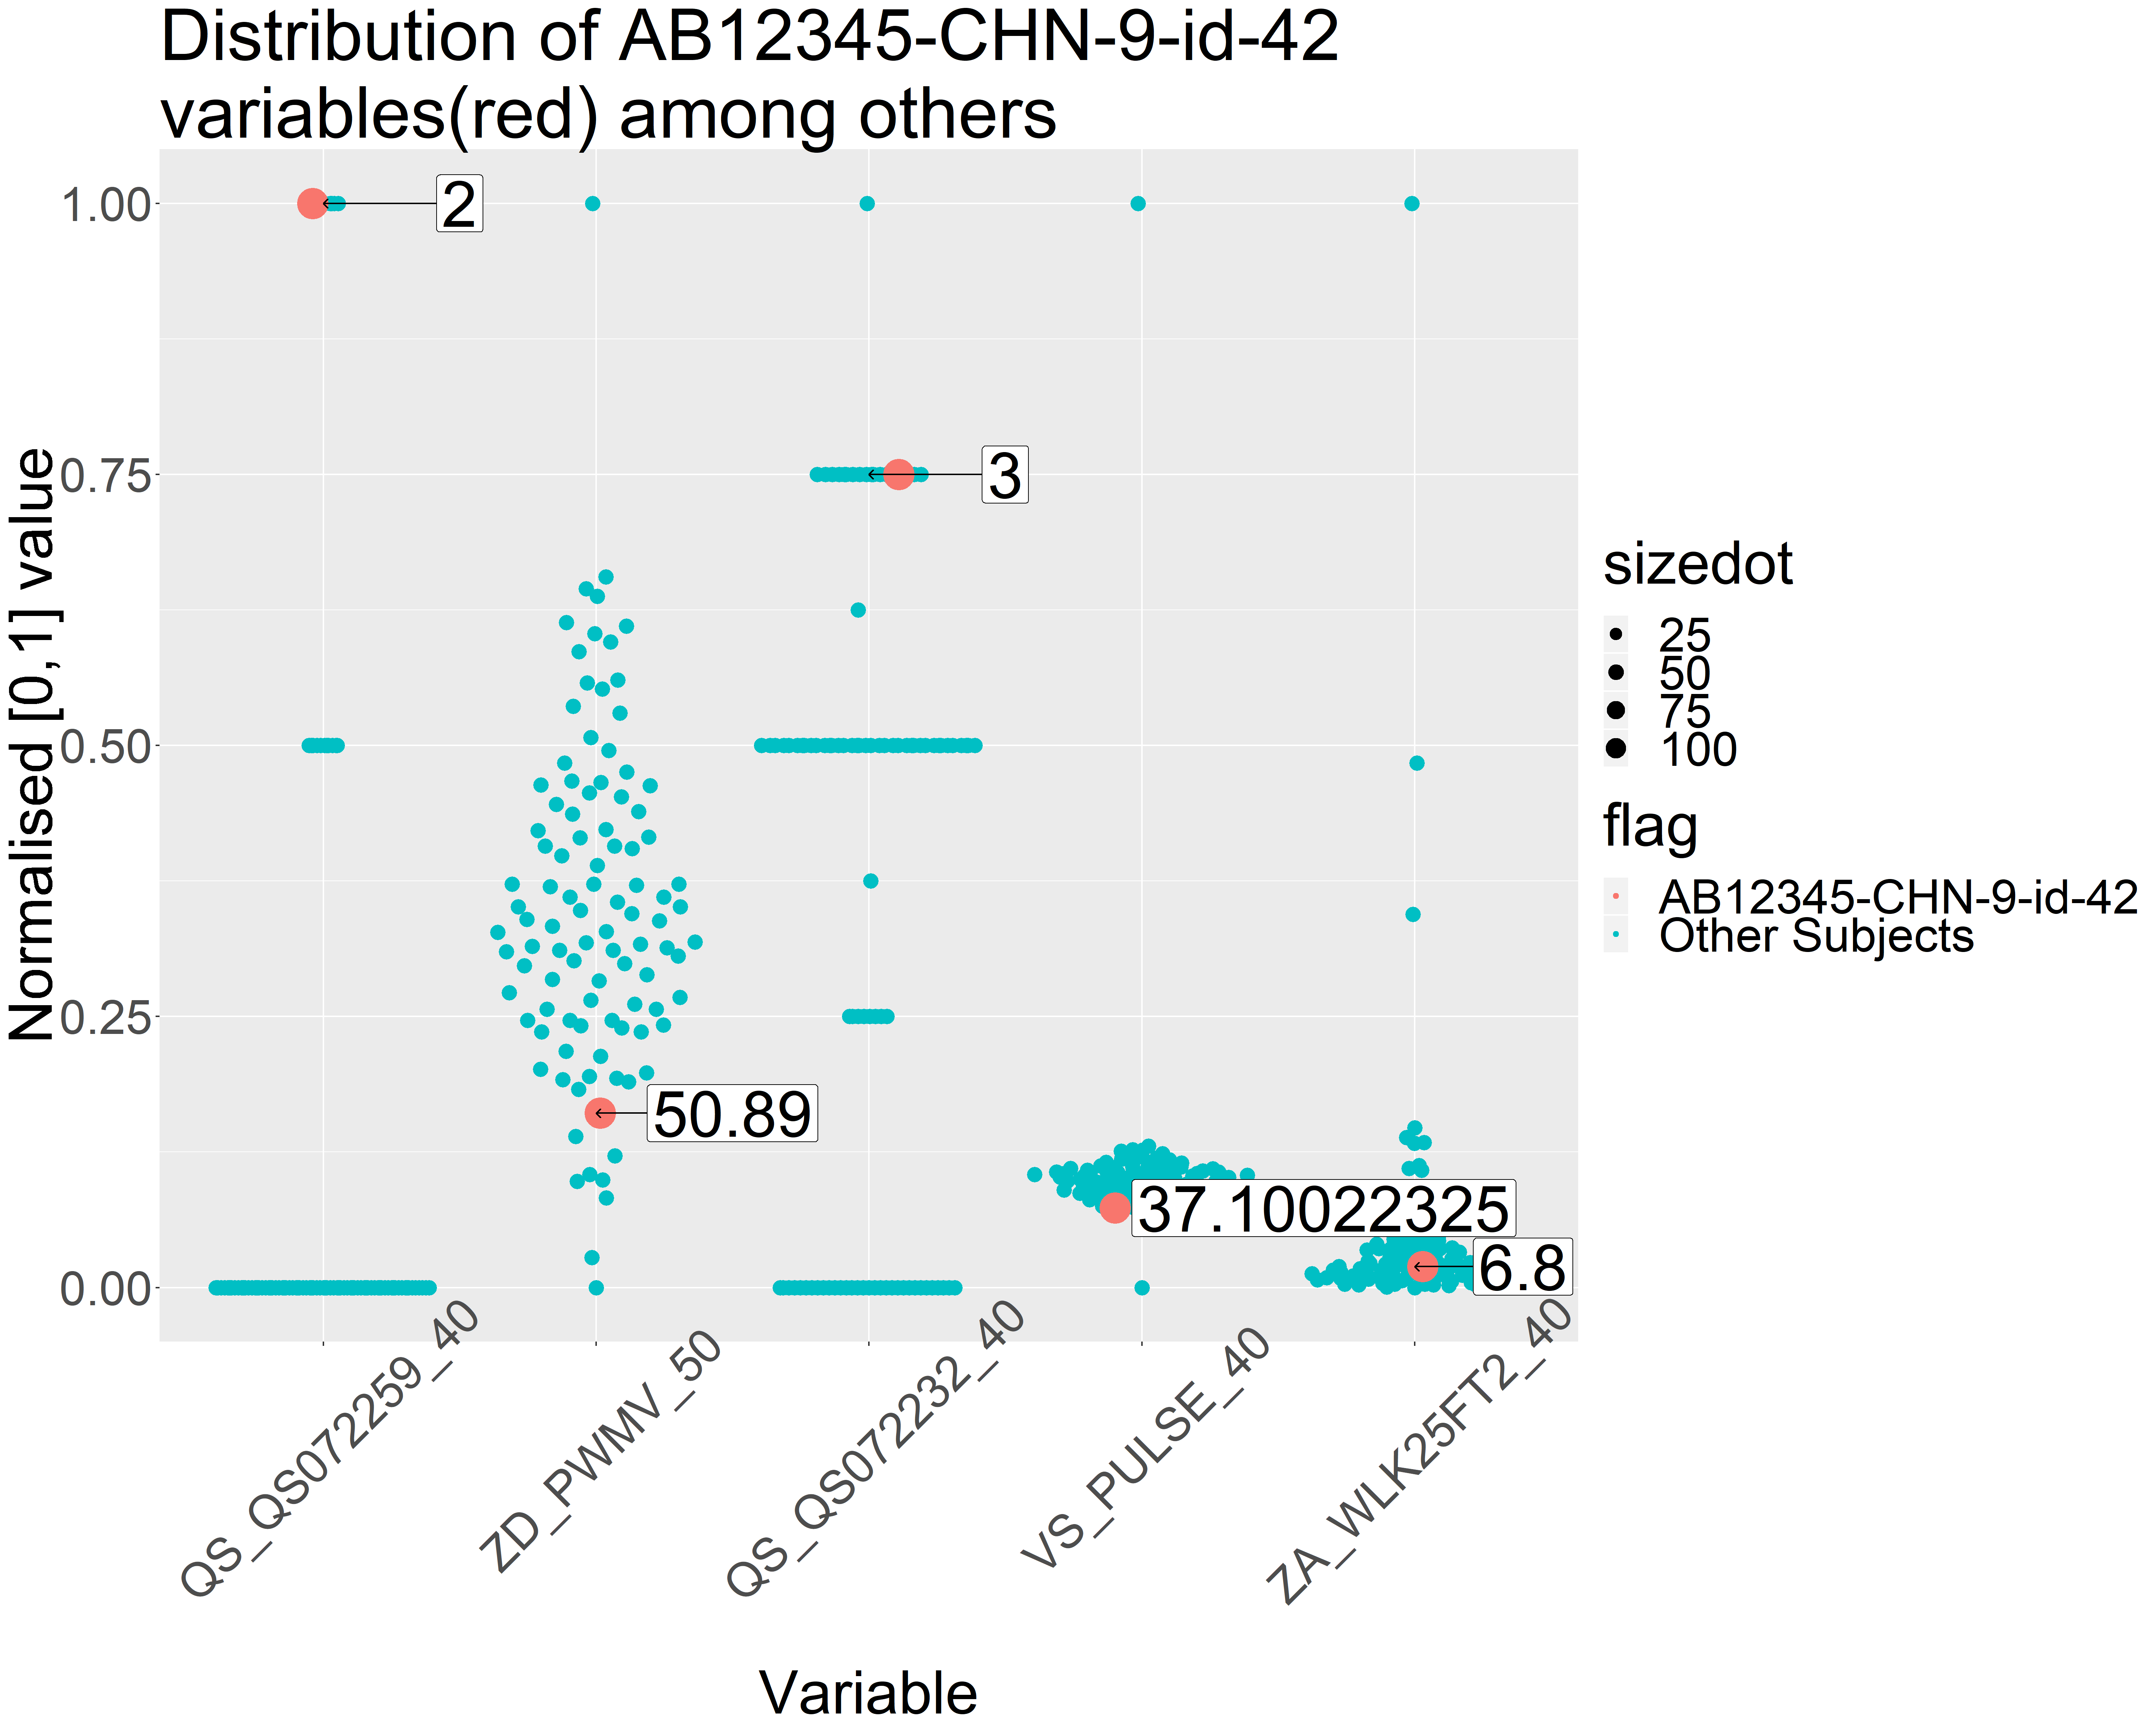 Distribution of AB12345-CHN-9-id-42
variables(red) among others
Normalised [0,1] value
1.00
0.75
0.50
0.25
0.00
2
3
50.89
37.10022325
6.8
QS_QS072259_40
ZD_PWMV_50
QS_QS072232_40
VS_PULSE_40
ZA_WLK25FT2_40
Variable
sizedot
25
50
75
100
flag
AB12345-CHN-9-id-42
Other Subjects